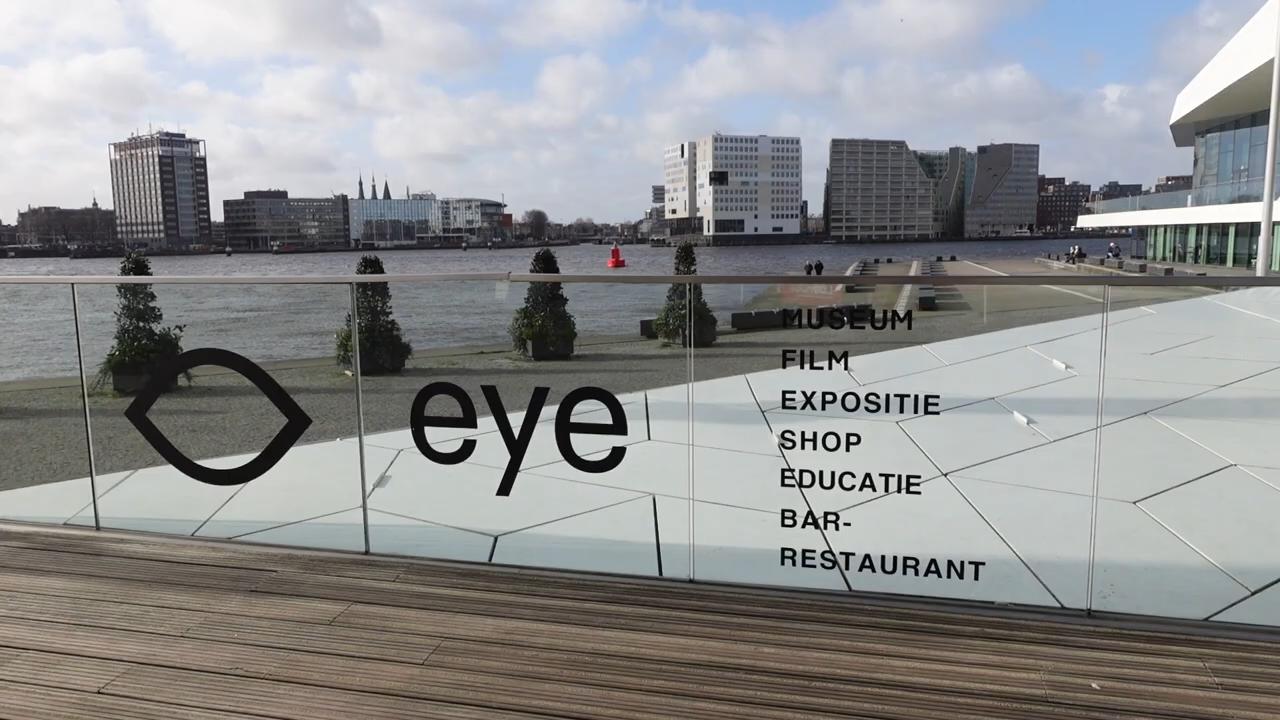 eye
MUSEUM
FILM
EXPOSITIE
SHOP
EDUCATIE
BAR-
RESTAURANT